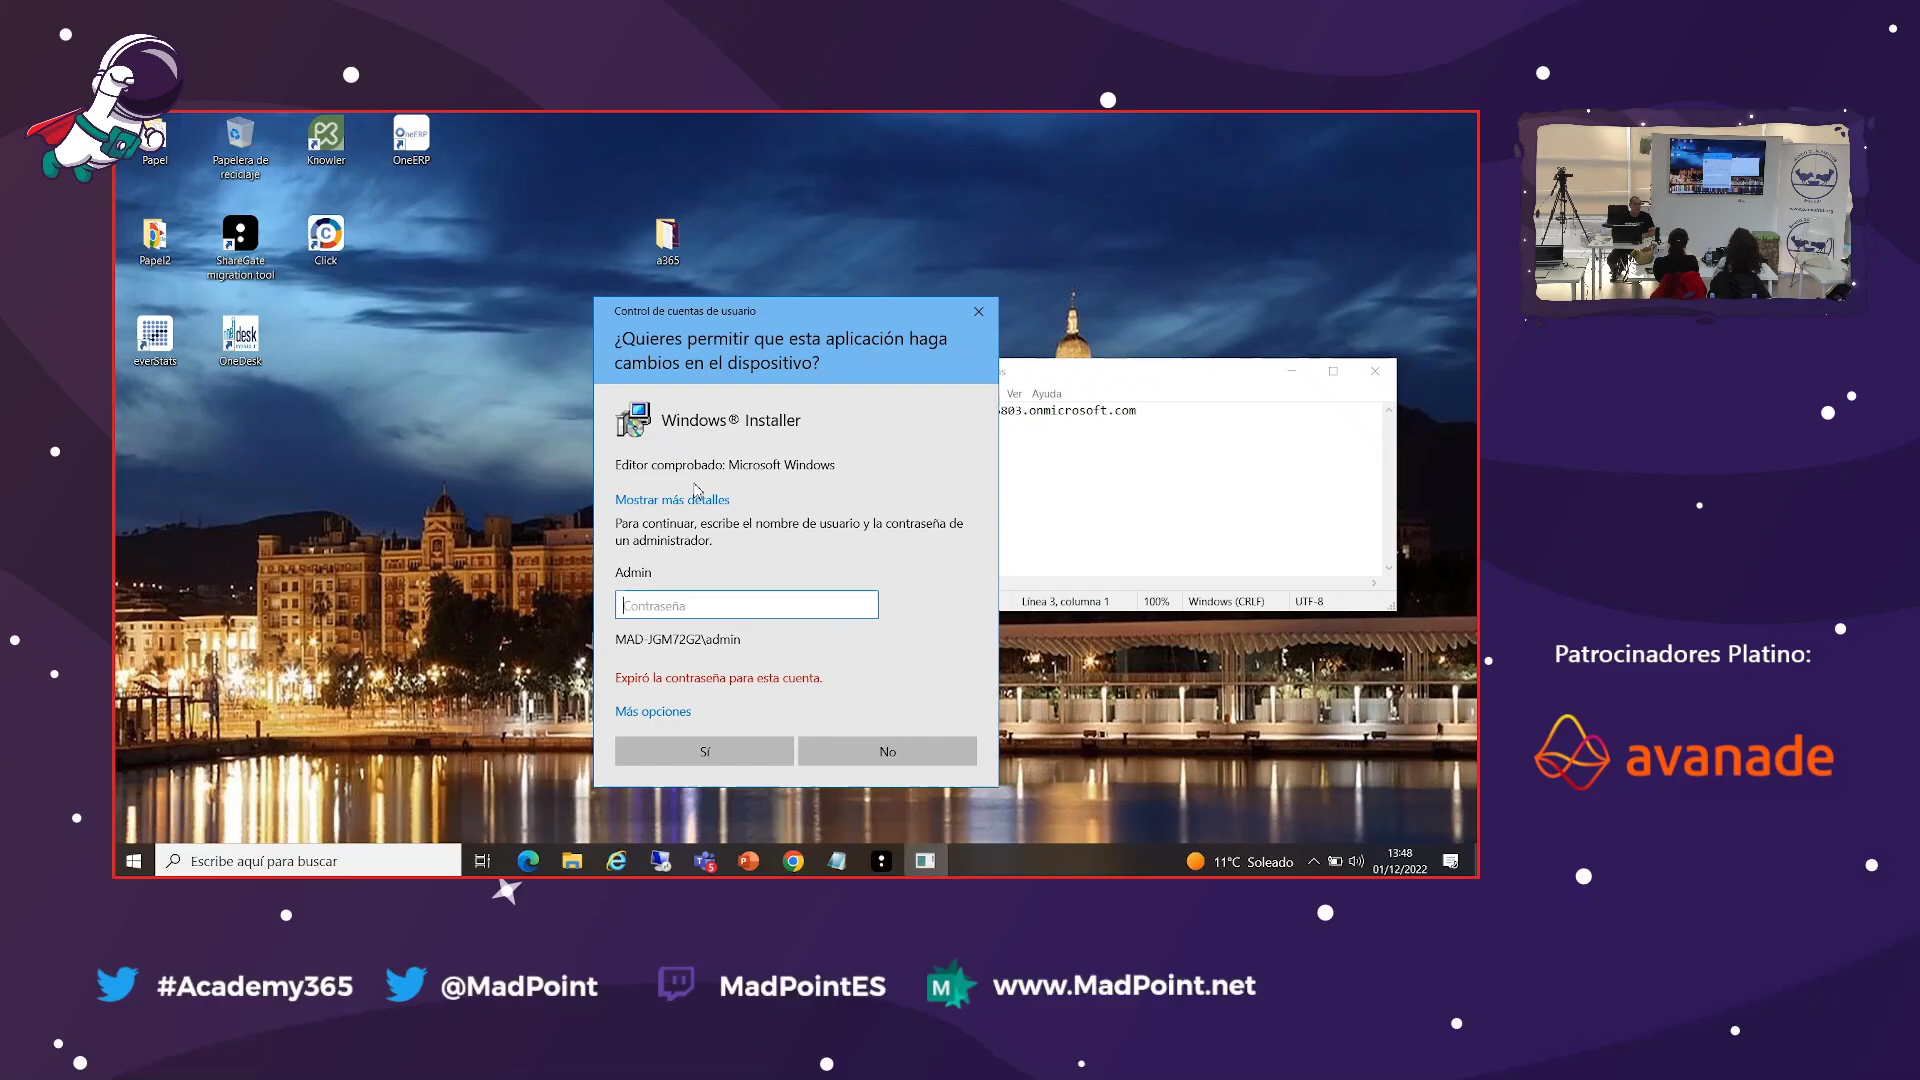 Papel
Papelera de
reciclaje
Knowler
OneERP
OneERP
Papel2
ShareGate
migration tool
Click
a365
everStats
desk
OneDesk
Control de cuentas de usuario
¿Quieres permitir que esta aplicación haga
cambios en el dispositivo?
Windows® Installer
Editor comprobado: Microsoft Windows
Mostrar más detalles
Para continuar, escribe el nombre de usuario y la contraseña de
un administrador.
Admin
Contraseña
MAD-JGM72G2\admin
Expiró la contraseña para esta cuenta.
Más opciones
Sí
No
Ver Ayuda
803.onmicrosoft.com
Línea 3, columna 1
100%
Windows (CRLF)
UTF-8
Escribe aquí para buscar
5
11°C Soleado
13:48
01/12/2022
Patrocinadores Platino:
avanade
#Academy365
@MadPoint
MadPointES
M
www.MadPoint.net